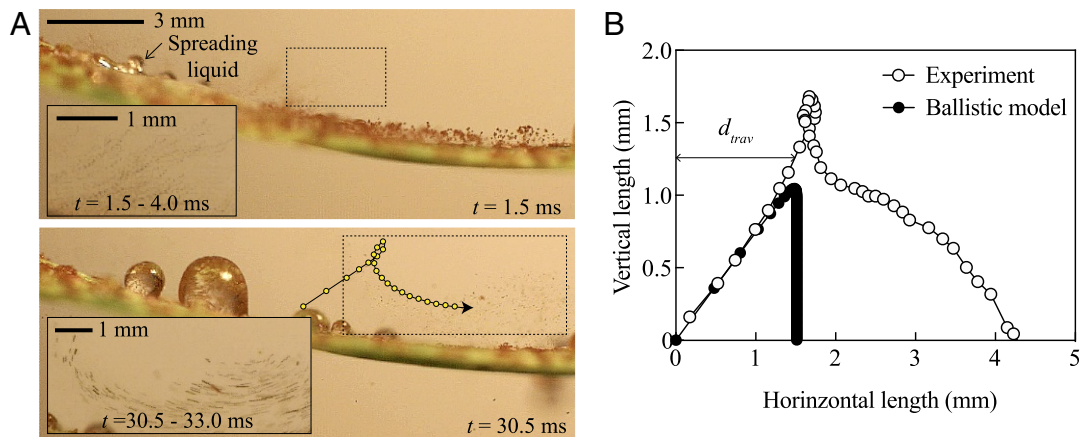 A
3 mm
Spreading
liquid
1 mm
t = 1.5 - 4.0 ms
t = 1.5 ms
1 mm
t =30.5 - 33.0 ms
t = 30.5 ms
B
2.0
1.5
1.0
0.5
0
0
1
2
3
4
5
Vertical length (mm)
Horinzontal length (mm)
Experiment
Ballistic model
dtrav